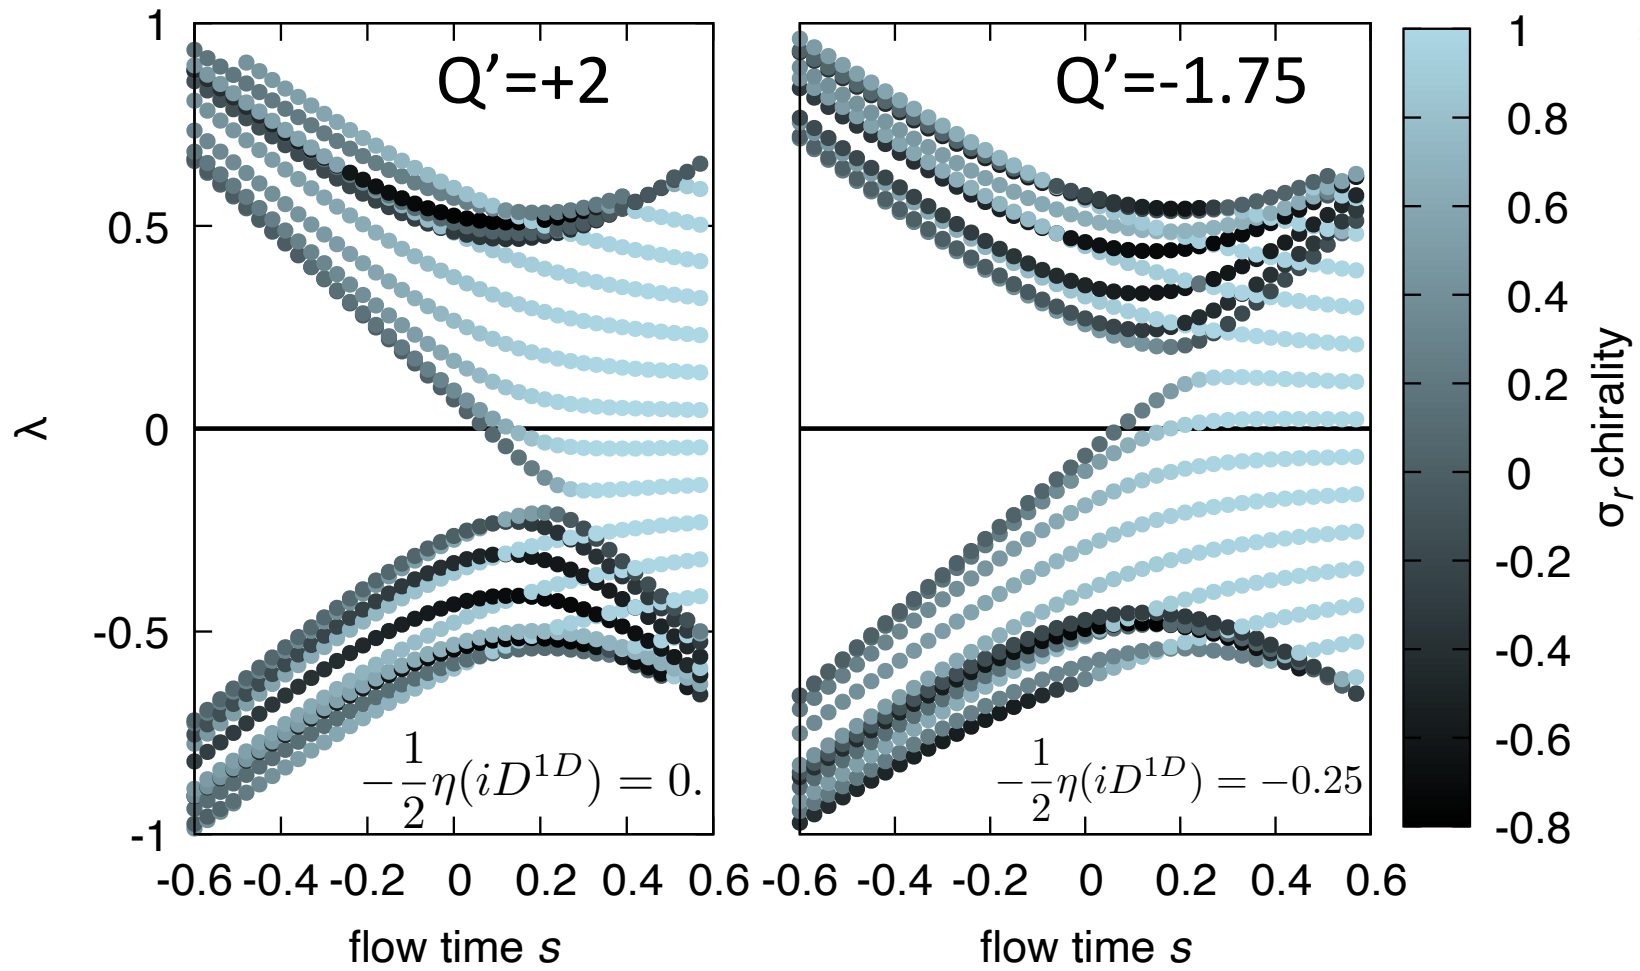 Q’=+2
Q’=-1.75
1
0.5
0
-0.5
-1
λ
-0.6 -0.4 -0.2 0 0.2 0.4 0.6
-0.6 -0.4 -0.2 0 0.2 0.4 0.6
flow time s
flow time s
-\frac{1}{2}η(iD^{1D}) = 0.
-\frac{1}{2}η(iD^{1D}) = -0.25
1
0.8
0.6
0.4
0.2
0
-0.2
-0.4
-0.6
-0.8
σ_r chirality